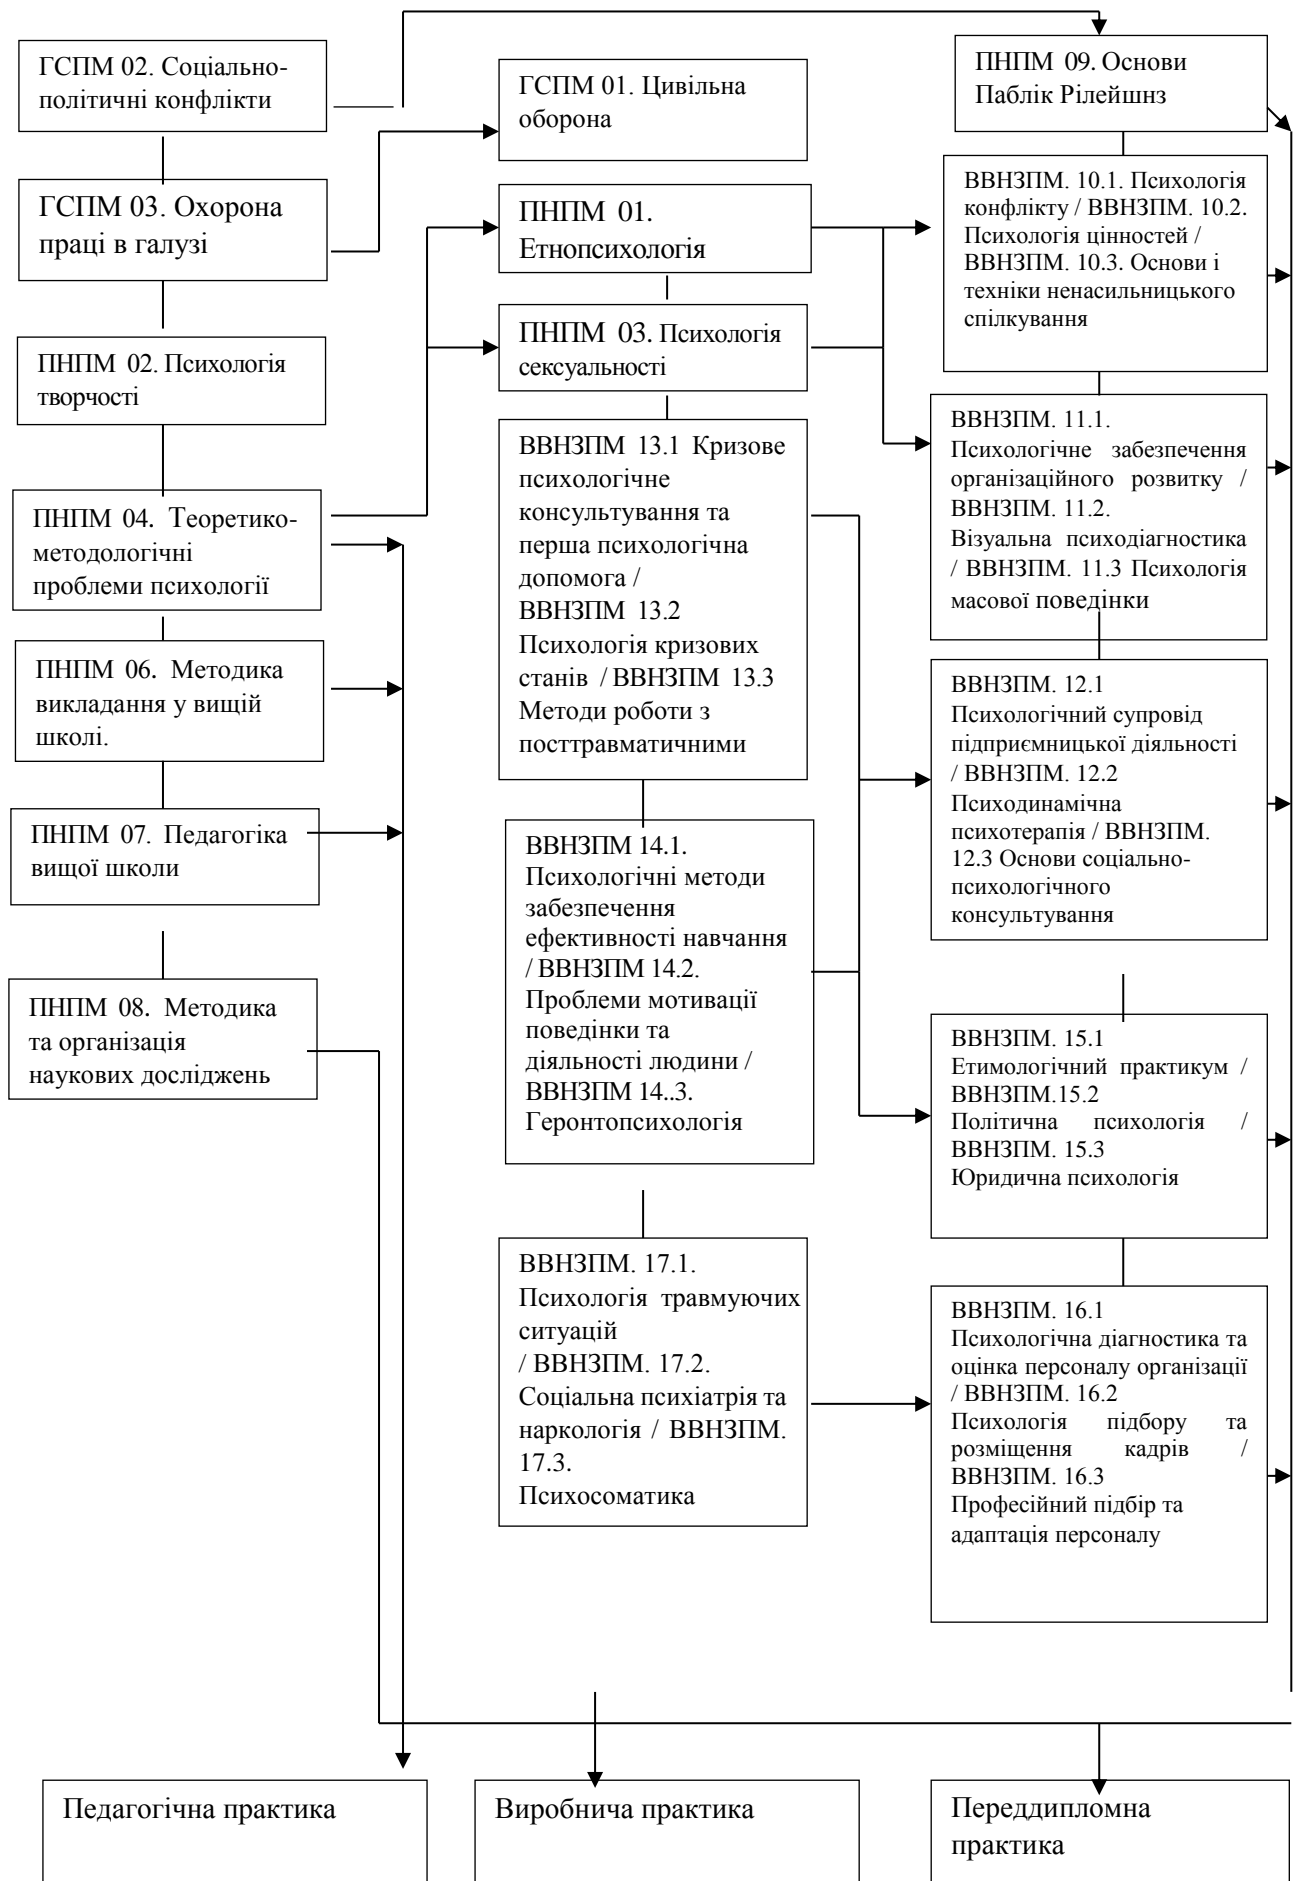 ГСПМ 02. Соціально-
політичні конфлікти
ГСПМ 03. Охорона
праці в галузі
ПНПМ 02. Психологія
творчості
ПНПМ 04. Теоретико-
методологічні
проблеми психології
ПНПМ 06. Методика
викладання у вищій
школі.
ПНПМ 07. Педагогіка
вищої школи
ПНПМ 08. Методика
та організація
наукових досліджень
ГСПМ 01. Цивільна
оборона
ПНПМ 01.
Етнопсихологія
ПНПМ 03. Психологія
сексуальності
ВВНЗПМ 13.1 Кризове
психологічне
консультування та
перша психологічна
допомога /
ВВНЗПМ 13.2
Психологія кризових
станів / ВВНЗПМ 13.3
Методи роботи з
посттравматичними
ВВНЗПМ 14.1.
Психологічні методи
забезпечення
ефективності навчання
/ ВВНЗПМ 14.2.
Проблеми мотивації
поведінки та
діяльності людини /
ВВНЗПМ 14..3.
Геронтопсихологія
ВВНЗПМ. 17.1.
Психологія травмуючих
ситуацій
/ ВВНЗПМ. 17.2.
Соціальна психіатрія та
наркологія / ВВНЗПМ.
17.3.
Психосоматика
ПНПМ 09. Основи
Паблік Рілейшнз
ВВНЗПМ. 10.1. Психологія
конфлікту / ВВНЗПМ. 10.2.
Психологія цінностей /
ВВНЗПМ. 10.3. Основи і
техніки ненасильницького
спілкування
ВВНЗПМ. 11.1.
Психологічне забезпечення
організаційного розвитку /
ВВНЗПМ. 11.2.
Візуальна психодіагностика
/ ВВНЗПМ. 11.3 Психологія
масової поведінки
ВВНЗПМ. 12.1
Психологічний супровід
підприємницької діяльності
/ ВВНЗПМ. 12.2
Психодинамічна
психотерапія / ВВНЗПМ.
12.3 Основи соціально-
психологічного
консультування
ВВНЗПМ. 15.1
Етимологічний практикум /
ВВНЗПМ.15.2
Політична психологія /
ВВНЗПМ. 15.3
Юридична психологія
ВВНЗПМ. 16.1
Психологічна діагностика та
оцінка персоналу організації
/ ВВНЗПМ. 16.2
Психологія підбору та
розміщення кадрів /
ВВНЗПМ. 16.3
Професійний підбір та
адаптація персоналу
Педагогічна практика
Виробнича практика
Переддипломна
практика